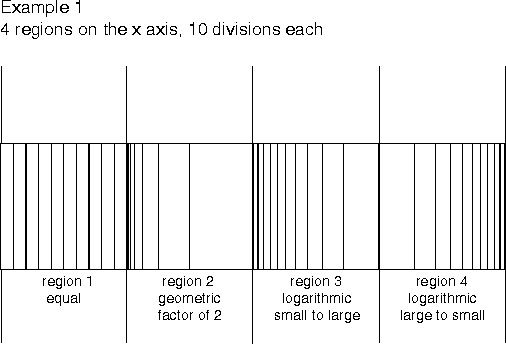 Example 1
4 regions on the x axis, 10 divisions each
region 1
equal
region 2
geometric
factor of 2
region 3
logarithmic
small to large
region 4
logarithmic
large to small